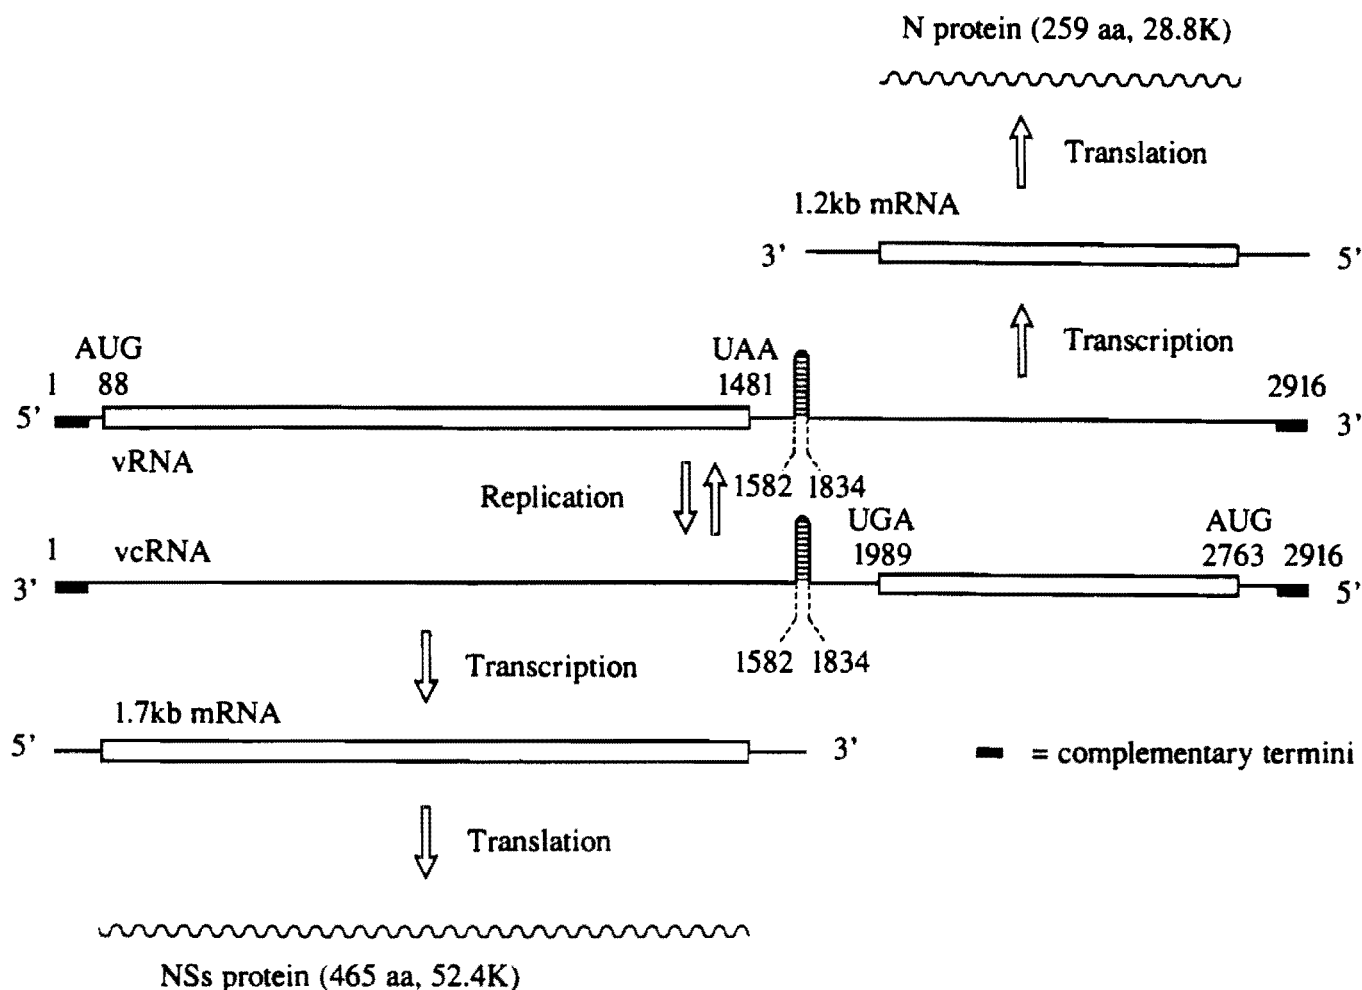 N protein (259 aa, 28.8K)
Translation
1.2kb mRNA
3' 5'
Transcription
AUG UAA
1 88 1481 2916
5' 3'
vRNA
1582 1834
Replication
UGA AUG
1 vcRNA 1989 2763 2916
3' 5'
1582 1834
Transcription
1.7kb mRNA
5' 3'
= complementary termini
Translation
NSs protein (465 aa, 52.4K)